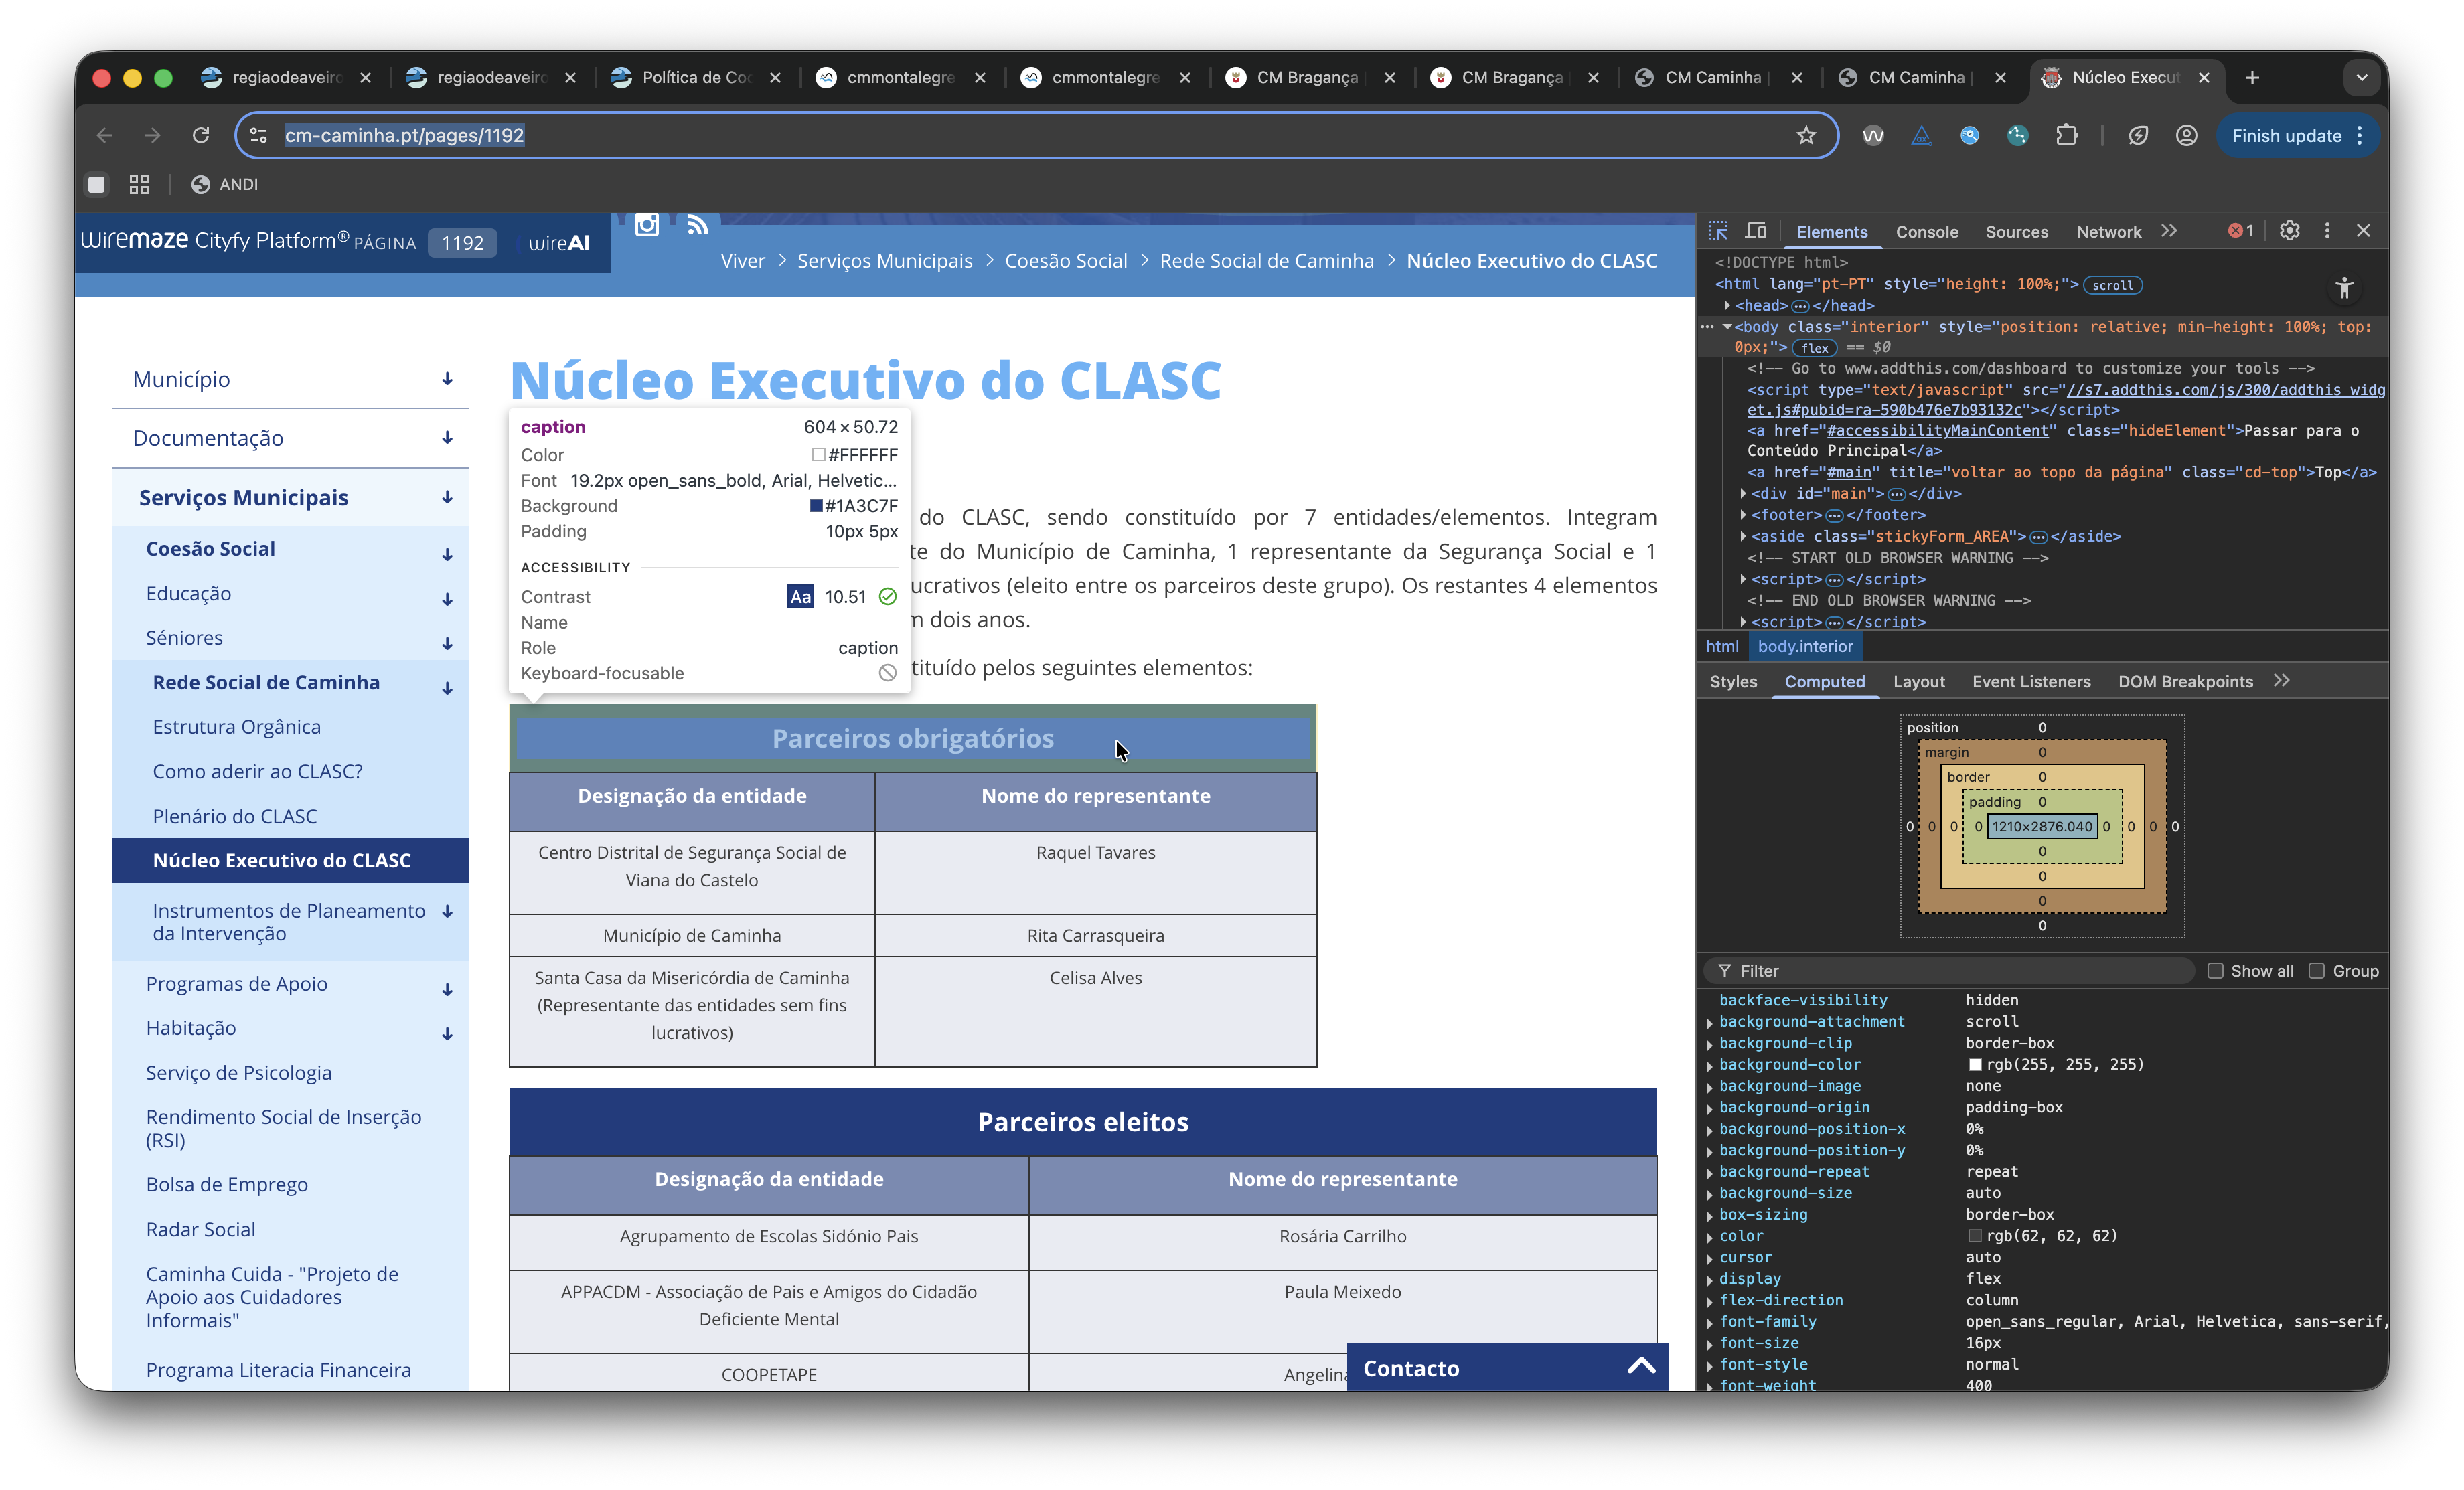 regiaodeaveiro
regiaodeaveiro
Política de Coo
cmmontalegre
cmmontalegre
CM Bragança |
CM Bragança
CM Caminha |
CM Caminha |
Núcleo Execut
cm-caminha.pt/pages/1192
Finish update
ANDI
wiremaze Cityfy Platform® PÁGINA 1192 wireAI
Viver > Serviços Municipais > Coesão Social > Rede Social de Caminha > Núcleo Executivo do CLASC
Município
Documentação
Serviços Municipais
Coesão Social
Educação
Séniores
Rede Social de Caminha
Estrutura Orgânica
Como aderir ao CLASC?
Plenário do CLASC
Núcleo Executivo do CLASC
Instrumentos de Planeamento
da Intervenção
Programas de Apoio
Habitação
Serviço de Psicologia
Rendimento Social de Inserção
(RSI)
Bolsa de Emprego
Radar Social
Caminha Cuida - "Projeto de
Apoio aos Cuidadores
Informais"
Programa Literacia Financeira
Núcleo Executivo do CLASC
caption 604 × 50.72
Color #FFFFFF
Font 19.2px open_sans_bold, Arial, Helvetic...
Background #1A3C7F
Padding 10px 5px
ACCESSIBILITY
Contrast Aa 10.51
Name
Role caption
Keyboard-focusable
do CLASC, sendo constituído por 7 entidades/elementos. Integram
te do Município de Caminha, 1 representante da Segurança Social e 1
ucrativos (eleito entre os parceiros deste grupo). Os restantes 4 elementos
m dois anos.
tituído pelos seguintes elementos:
Parceiros obrigatórios
Designação da entidade Nome do representante
Centro Distrital de Segurança Social de
Viana do Castelo
Raquel Tavares
Município de Caminha Rita Carrasqueira
Santa Casa da Misericórdia de Caminha
(Representante das entidades sem fins
lucrativos)
Celisa Alves
Parceiros eleitos
Designação da entidade Nome do representante
Agrupamento de Escolas Sidónio Pais Rosária Carrilho
APPACDM - Associação de Pais e Amigos do Cidadão
Deficiente Mental
Paula Meixedo
COOPETAPE Angelina
Contacto
Elements Console Sources Network 1
<!DOCTYPE html>
<html lang="pt-PT" style="height: 100%;"> scroll
<head> … </head>
<body class="interior" style="position: relative; min-height: 100%; top:
0px;"> flex == $0
<!-- Go to www.addthis.com/dashboard to customize your tools -->
<script type="text/javascript" src="//s7.addthis.com/js/300/addthis_widg
et.js#pubid=ra-590b476e7b93132c"></script>
<a href="#accessibilityMainContent" class="hideElement">Passar para o
Conteúdo Principal</a>
<a href="#main" title="voltar ao topo da página" class="cd-top">Top</a>
<div id="main"> … </div>
<footer> … </footer>
<aside class="stickyForm_AREA"> … </aside>
<!-- START OLD BROWSER WARNING -->
<script> … </script>
<!-- END OLD BROWSER WARNING -->
<script> … </script>
html body.interior
Styles Computed Layout Event Listeners DOM Breakpoints
position 0
margin 0
border 0
padding 0
0 0 0 0 1210×2876.040 0 0 0 0
0
0
0
0
Filter Show all Group
backface-visibility hidden
background-attachment scroll
background-clip border-box
background-color rgb(255, 255, 255)
background-image none
background-origin padding-box
background-position-x 0%
background-position-y 0%
background-repeat repeat
background-size auto
box-sizing border-box
color rgb(62, 62, 62)
cursor auto
display flex
flex-direction column
font-family open_sans_regular, Arial, Helvetica, sans-serif,
font-size 16px
font-style normal
font-weight 400